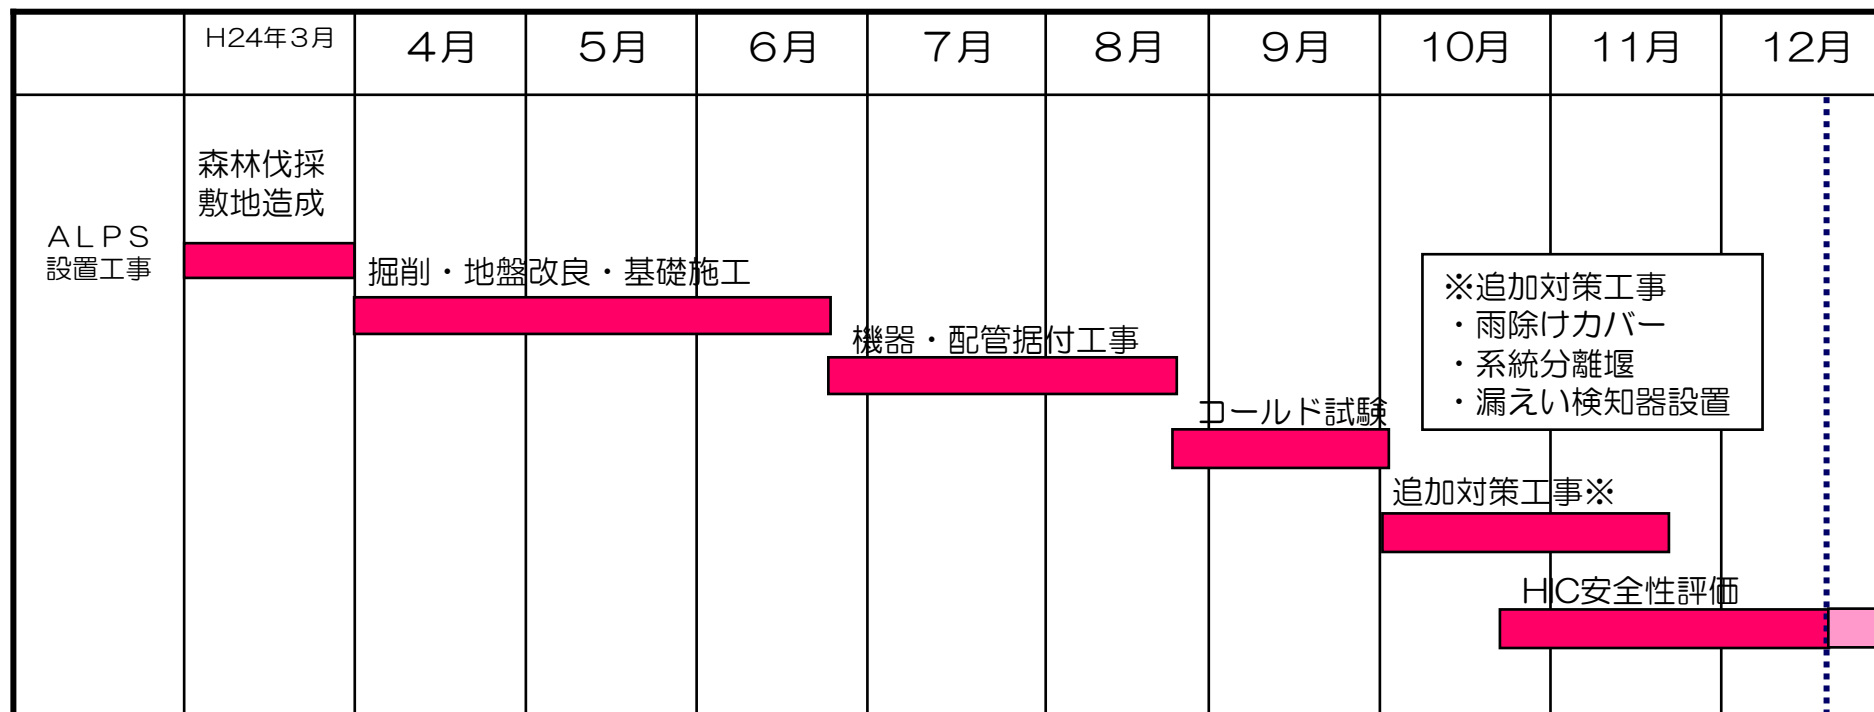 H24年3月 4月 5月 6月 7月 8月 9月 10月 11月 12月
森林伐採
敷地造成
ＡＬＰＳ
設置工事
掘削・地盤改良・基礎施工
※追加対策工事
・雨除けカバー
・系統分離堰
・漏えい検知器設置
機器・配管据付工事
コールド試験
追加対策工事※
HIC安全性評価